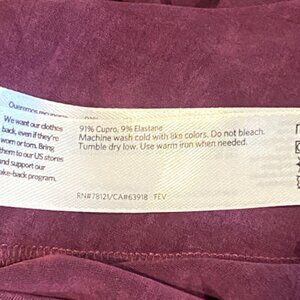 We want our clothes
back, even if they're
worn or torn. Bring
them to our US stores
and support our
take-back program.
91% Cupro, 9% Elastane
Machine wash cold with like colors. Do not bleach.
Tumble dry low. Use warm iron when needed.
RN#78121/CA#63918 FEV